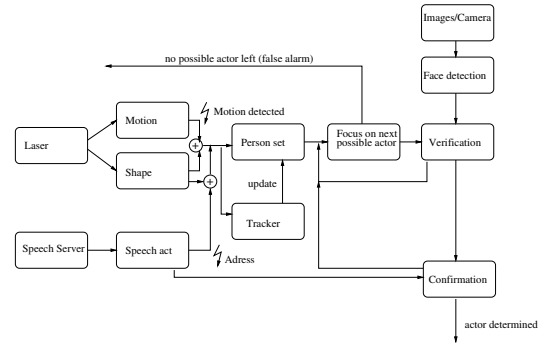 Images/Camera
no possible actor left (false alarm)
Face detection
Motion
Motion detected
Laser
+
Person set
Focus on next
possible actor
Verification
Shape
+
update
Tracker
Speech Server
Speech act
Adress
Confirmation
actor determined